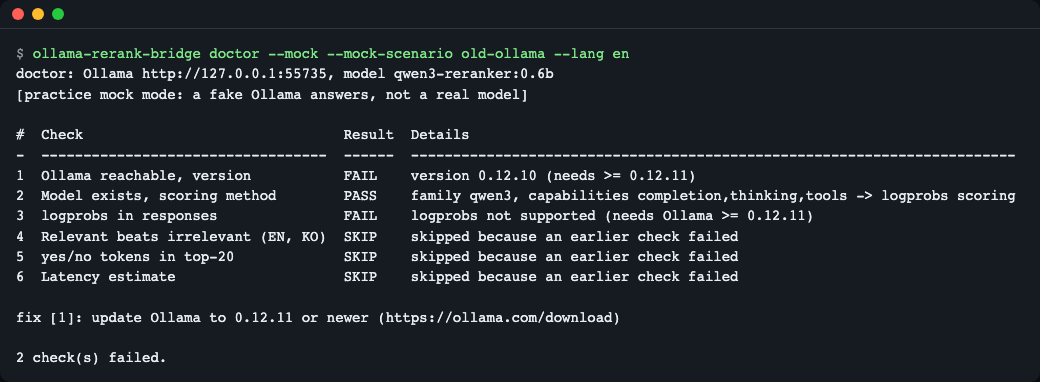 $ ollama-rerank-bridge doctor --mock --mock-scenario old-ollama --lang en
doctor: Ollama http://127.0.0.1:55735, model qwen3-reranker:0.6b
[practice mock mode: a fake Ollama answers, not a real model]
#  Check                              Result  Details
-  ----------------------------------  ------  ------------------------------------------------------------------------
1  Ollama reachable, version          FAIL    version 0.12.10 (needs >= 0.12.11)
2  Model exists, scoring method       PASS    family qwen3, capabilities completion,thinking,tools -> logprobs scoring
3  logprobs in responses              FAIL    logprobs not supported (needs Ollama >= 0.12.11)
4  Relevant beats irrelevant (EN, KO)  SKIP    skipped because an earlier check failed
5  yes/no tokens in top-20            SKIP    skipped because an earlier check failed
6  Latency estimate                   SKIP    skipped because an earlier check failed
fix [1]: update Ollama to 0.12.11 or newer (https://ollama.com/download)
2 check(s) failed.